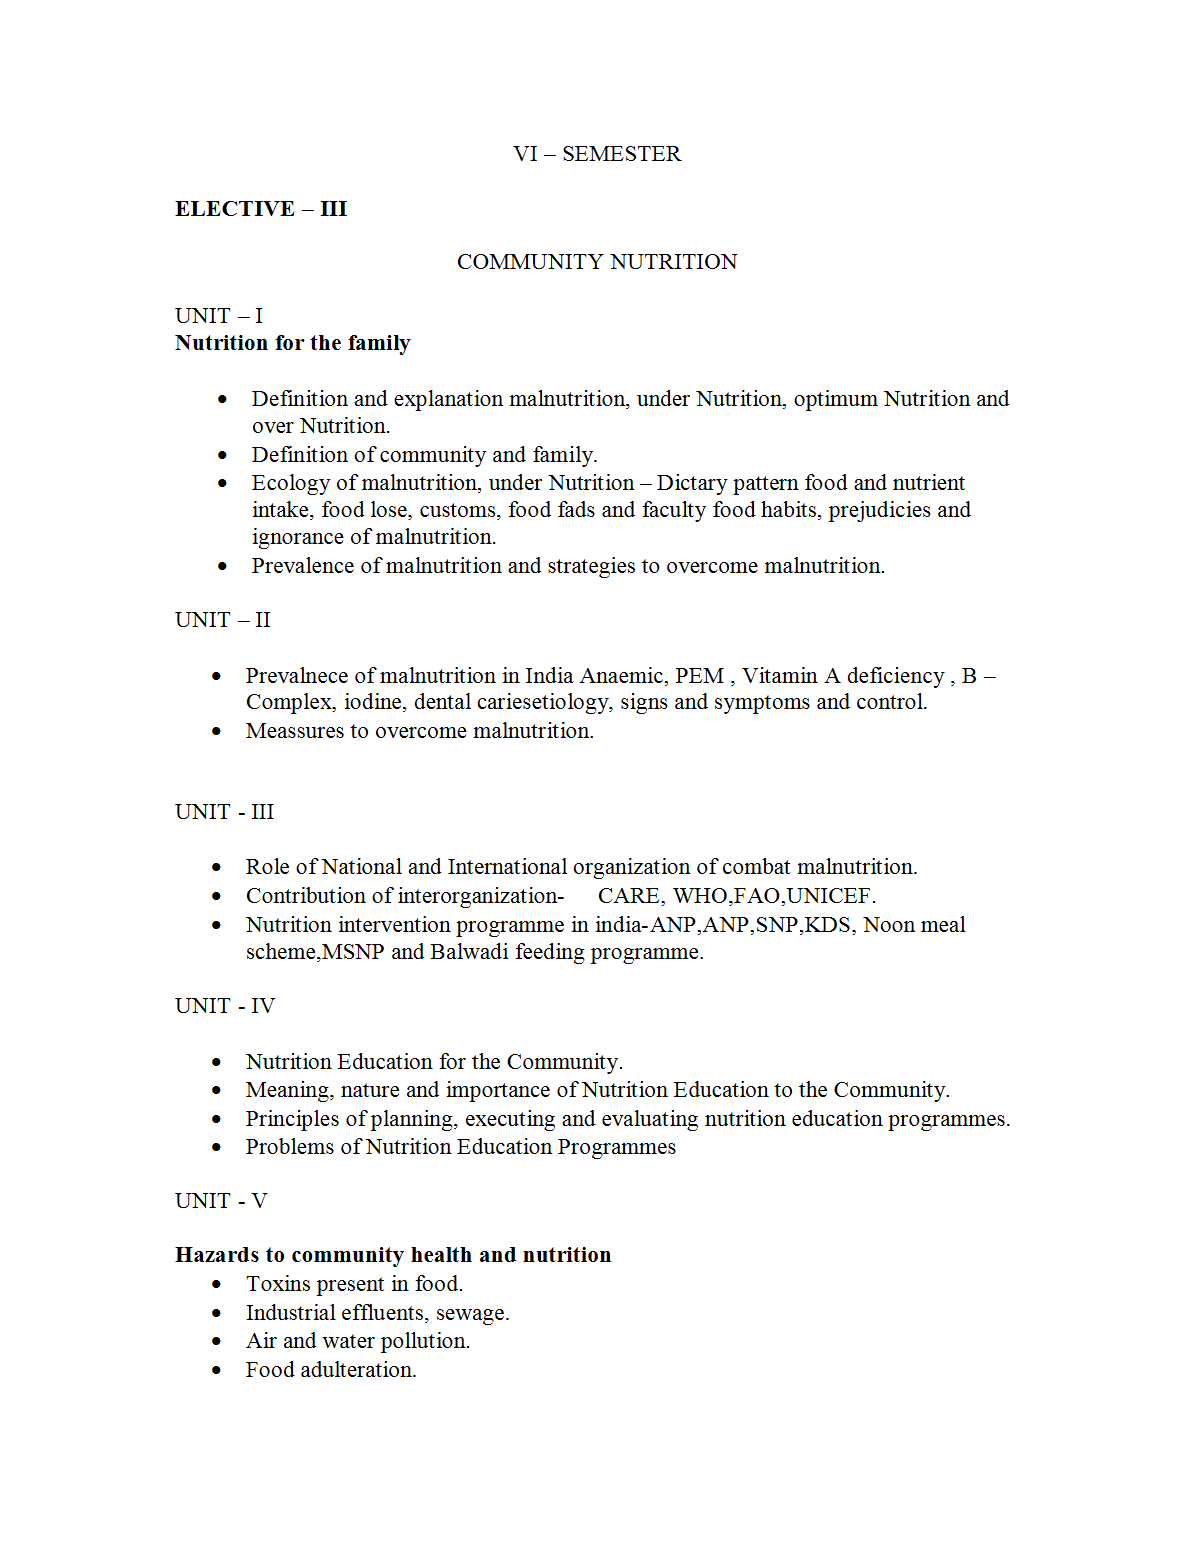 VI – SEMESTER
ELECTIVE – III
COMMUNITY NUTRITION
UNIT – I
Nutrition for the family
• Definition and explanation malnutrition, under Nutrition, optimum Nutrition and
over Nutrition.
• Definition of community and family.
• Ecology of malnutrition, under Nutrition – Dictary pattern food and nutrient
intake, food lose, customs, food fads and faculty food habits, prejudicies and
ignorance of malnutrition.
• Prevalence of malnutrition and strategies to overcome malnutrition.
UNIT – II
• Prevalnece of malnutrition in India Anaemic, PEM , Vitamin A deficiency , B –
Complex, iodine, dental cariesetiology, signs and symptoms and control.
• Meassures to overcome malnutrition.
UNIT - III
• Role of National and International organization of combat malnutrition.
• Contribution of interorganization- CARE, WHO,FAO,UNICEF.
• Nutrition intervention programme in india-ANP,ANP,SNP,KDS, Noon meal
scheme,MSNP and Balwadi feeding programme.
UNIT - IV
• Nutrition Education for the Community.
• Meaning, nature and importance of Nutrition Education to the Community.
• Principles of planning, executing and evaluating nutrition education programmes.
• Problems of Nutrition Education Programmes
UNIT - V
Hazards to community health and nutrition
• Toxins present in food.
• Industrial effluents, sewage.
• Air and water pollution.
• Food adulteration.